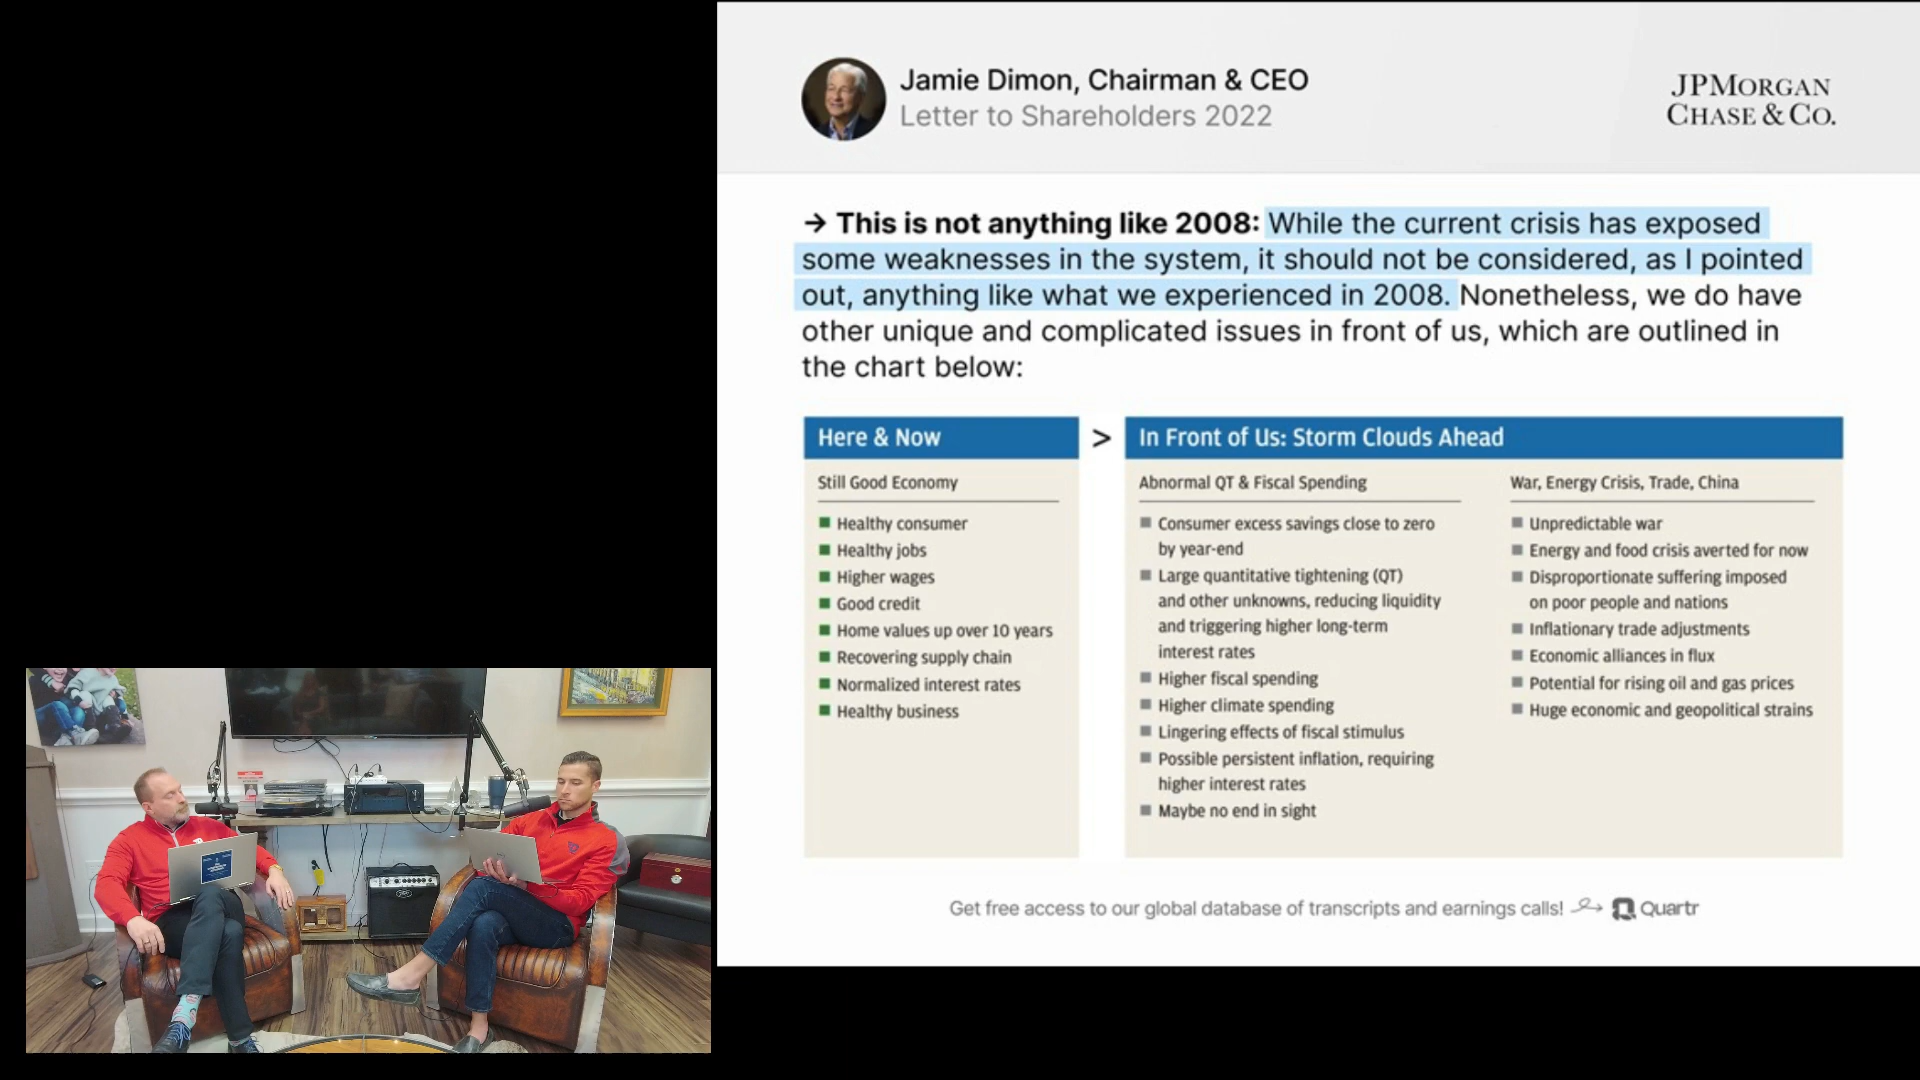 Jamie Dimon, Chairman & CEO
Letter to Shareholders 2022
JPMORGAN
CHASE & CO.
→ This is not anything like 2008: While the current crisis has exposed
some weaknesses in the system, it should not be considered, as I pointed
out, anything like what we experienced in 2008. Nonetheless, we do have
other unique and complicated issues in front of us, which are outlined in
the chart below:
Here & Now
>
In Front of Us: Storm Clouds Ahead
Still Good Economy
Healthy consumer
Healthy jobs
Higher wages
Good credit
Home values up over 10 years
Recovering supply chain
Normalized interest rates
Healthy business
Abnormal QT & Fiscal Spending
Consumer excess savings close to zero
by year-end
Large quantitative tightening (QT)
and other unknowns, reducing liquidity
and triggering higher long-term
interest rates
Higher fiscal spending
Higher climate spending
Lingering effects of fiscal stimulus
Possible persistent inflation, requiring
higher interest rates
Maybe no end in sight
War, Energy Crisis, Trade, China
Unpredictable war
Energy and food crisis averted for now
Disproportionate suffering imposed
on poor people and nations
Inflationary trade adjustments
Economic alliances in flux
Potential for rising oil and gas prices
Huge economic and geopolitical strains
Get free access to our global database of transcripts and earnings calls!
Quartr